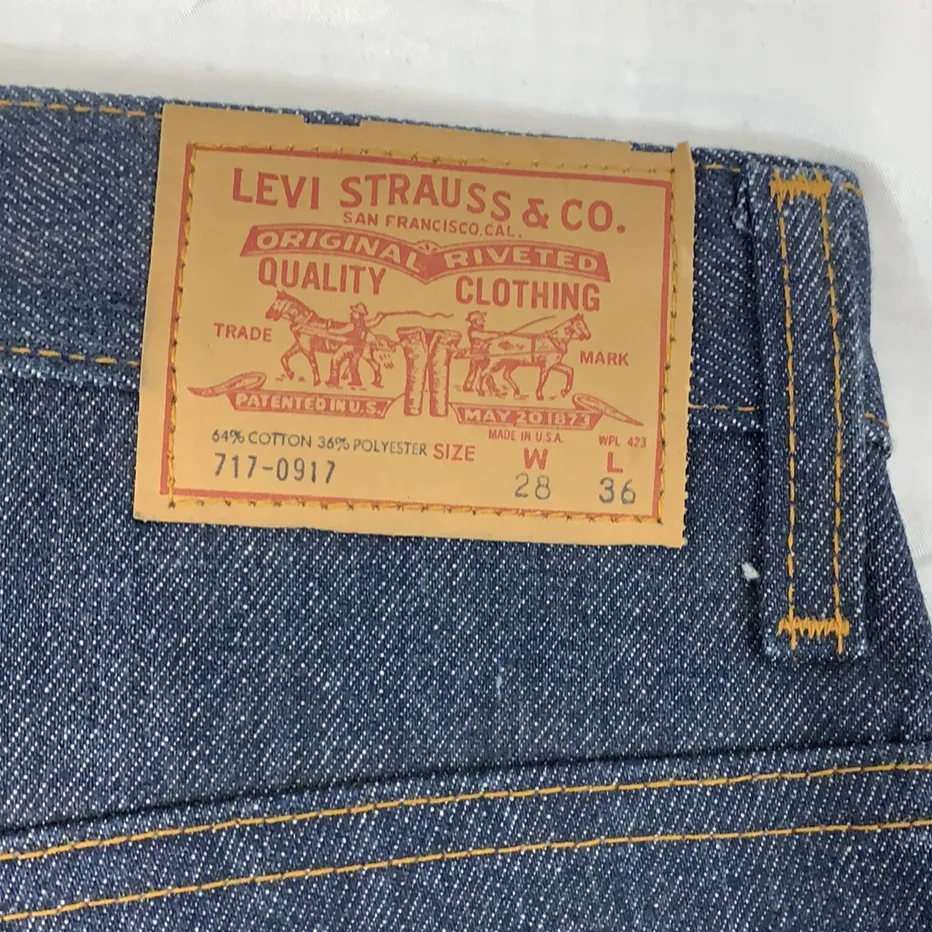 LEVI STRAUSS & CO.
SAN FRANCISCO, CAL.
ORIGINAL RIVETED
QUALITY CLOTHING
TRADE MARK
PATENTED IN U.S. MAY 20 1873
MADE IN U.S.A. WPL 423
64% COTTON 36% POLYESTER SIZE W L
717-0917 28 36